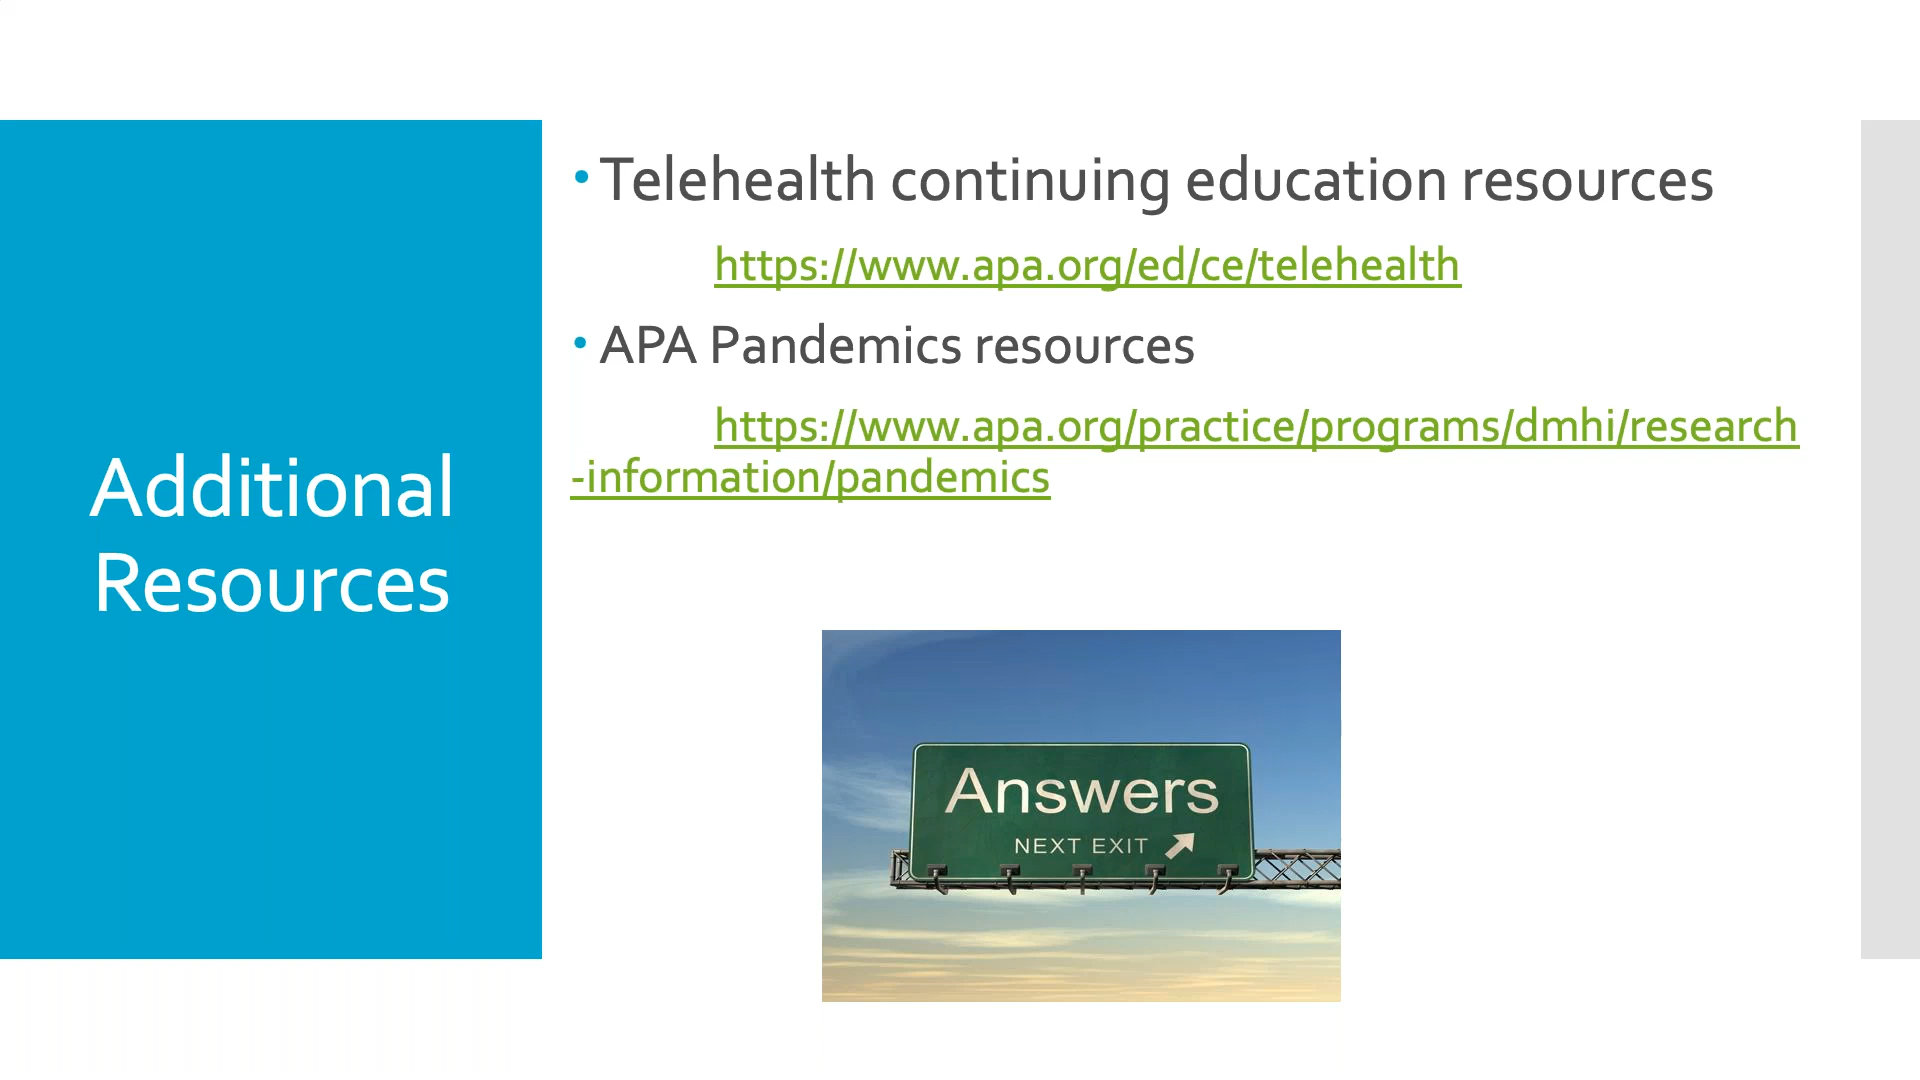 Additional
Resources
• Telehealth continuing education resources
https://www.apa.org/ed/ce/telehealth
• APA Pandemics resources
https://www.apa.org/practice/programs/dmhi/research
-information/pandemics
Answers
NEXT EXIT